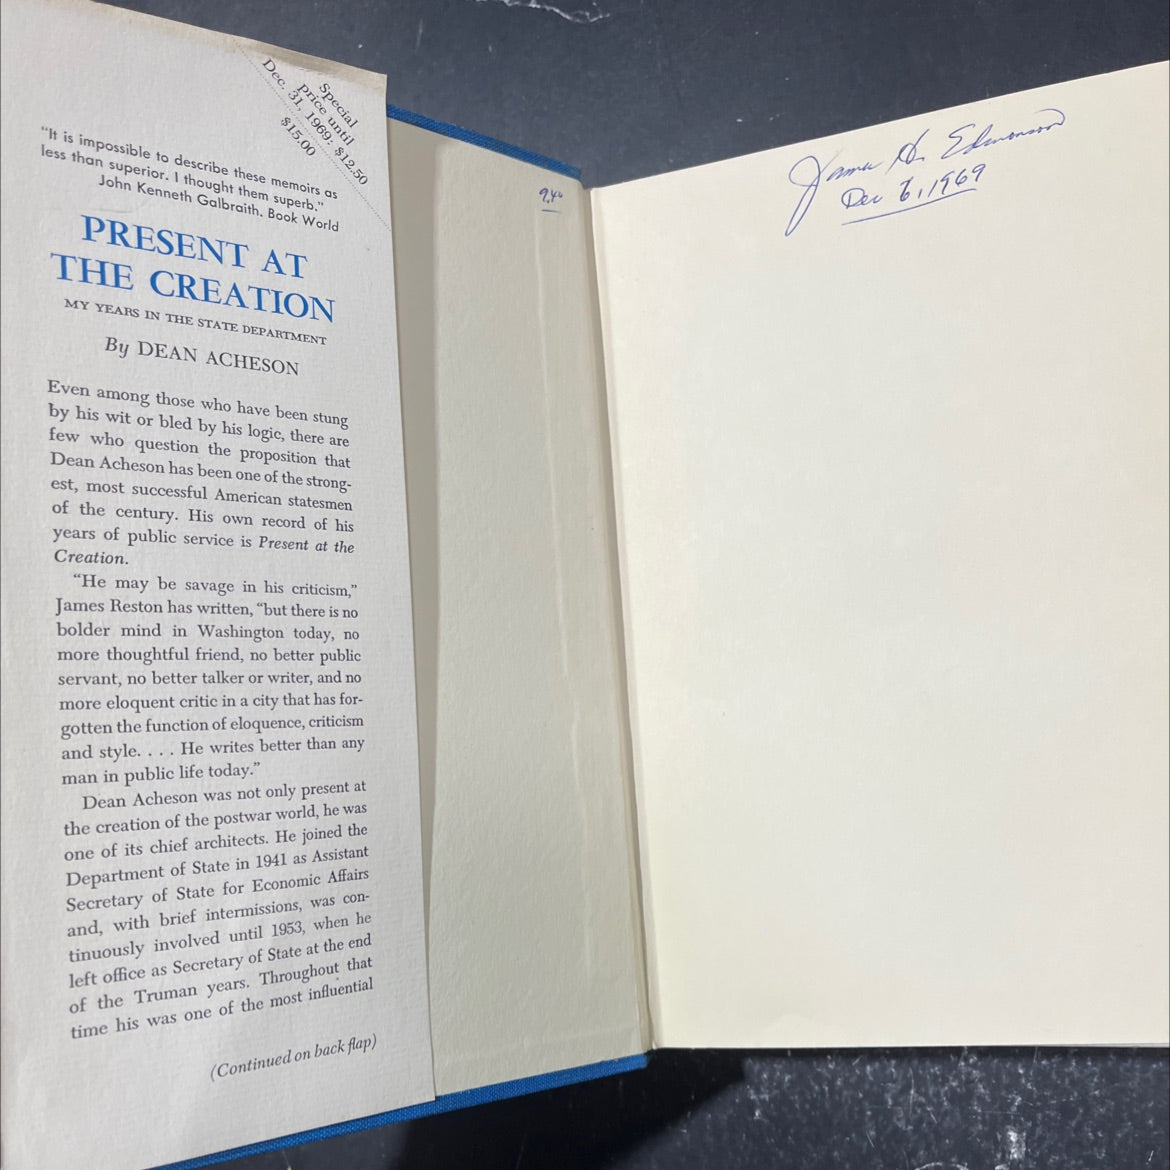 Special
price until
Dec. 31, 1969: $12.50
$15.00
"It is impossible to describe these memoirs as
less than superior. I thought them superb."
John Kenneth Galbraith, Book World
PRESENT AT
THE CREATION
MY YEARS IN THE STATE DEPARTMENT
By DEAN ACHESON
Even among those who have been stung
by his wit or bled by his logic, there are
few who question the proposition that
Dean Acheson has been one of the strong-
est, most successful American statesmen
of the century. His own record of his
years of public service is Present at the
Creation.
"He may be savage in his criticism,"
James Reston has written, "but there is no
bolder mind in Washington today, no
more thoughtful friend, no better public
servant, no better talker or writer, and no
more eloquent critic in a city that has for-
gotten the function of eloquence, criticism
and style. . . . He writes better than any
man in public life today."
Dean Acheson was not only present at
the creation of the postwar world, he was
one of its chief architects. He joined the
Department of State in 1941 as Assistant
Secretary of State for Economic Affairs
and, with brief intermissions, was con-
tinuously involved until 1953, when he
left office as Secretary of State at the end
of the Truman years. Throughout that
time his was one of the most influential
(Continued on back flap)
James H. Edmonson
Dec 6, 1969